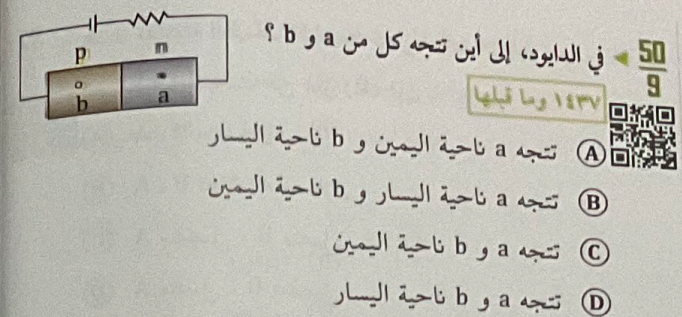 50
9
في الدايود، إلى أين تتجه كل من a و b ؟
١٤٣٧ وما قبلها
p
n
b
a
A تتجه a ناحية اليمين و b ناحية اليسار
B تتجه a ناحية اليسار و b ناحية اليمين
C تتجه a و b ناحية اليمين
D تتجه a و b ناحية اليسار